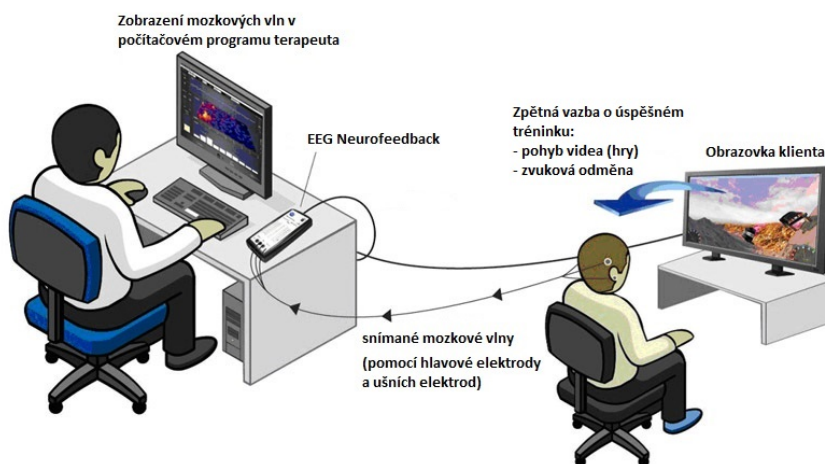 Zobrazení mozkových vln v
počítačovém programu terapeuta
EEG Neurofeedback
Zpětná vazba o úspěšném
tréninku:
- pohyb videa (hry)
- zvuková odměna
Obrazovka klienta
snímané mozkové vlny
(pomocí hlavové elektrody
a ušních elektrod)